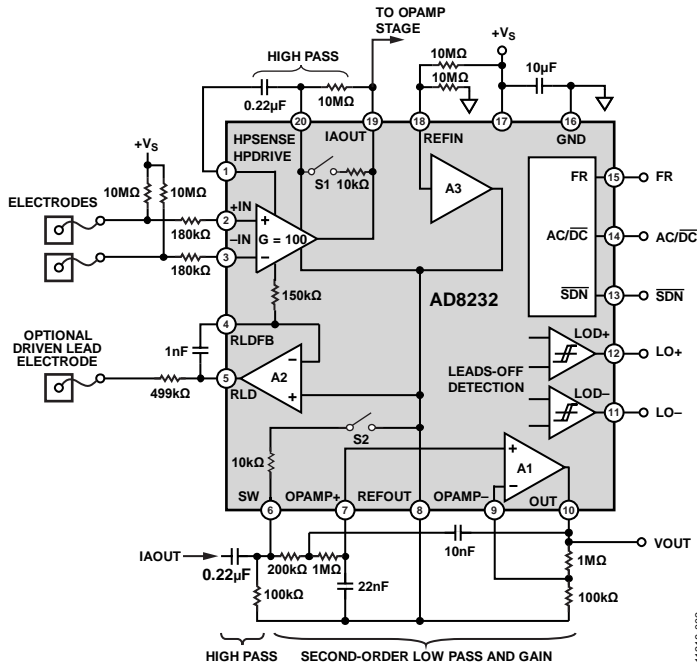 TO OPAMP
STAGE
+VS
HIGH PASS
10MΩ
10MΩ
10µF
0.22µF
10MΩ
20
19
18
17
16
HPSENSE
IAOUT
REFIN
GND
HPDRIVE
+VS
1
S1
10kΩ
A3
FR
15
FR
10MΩ
10MΩ
ELECTRODES
+IN
2
+
180kΩ
–IN
G = 100
AC/DC
14
AC/DC
3
–
180kΩ
150kΩ
AD8232
SDN
13
SDN
OPTIONAL
DRIVEN LEAD
ELECTRODE
4
RLDFB
1nF
LOD+
12
LO+
–
A2
5
RLD
+
499kΩ
LEADS-OFF
DETECTION
LOD–
11
LO–
S2
10kΩ
+
A1
–
SW
OPAMP+
REFOUT
OPAMP–
OUT
6
7
8
9
10
VOUT
IAOUT
0.22µF
200kΩ
1MΩ
10nF
1MΩ
100kΩ
22nF
100kΩ
HIGH PASS
SECOND-ORDER LOW PASS AND GAIN